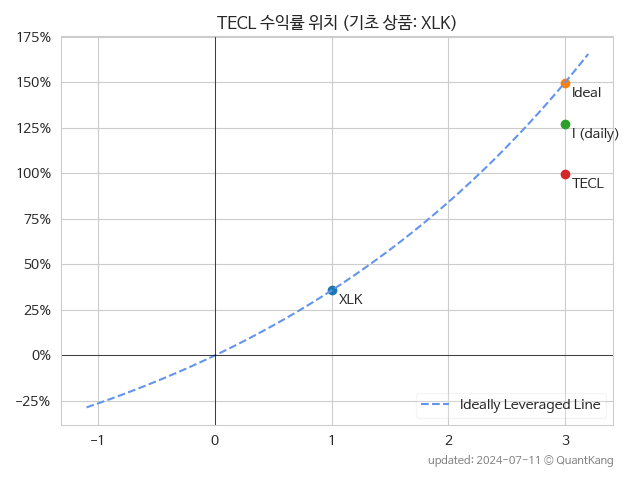 TECL 수익률 위치 (기초 상품: XLK)
175%
150%
125%
100%
75%
50%
25%
0%
−25%
Ideal
I (daily)
TECL
XLK
Ideally Leveraged Line
−1
0
1
2
3
updated: 2024-07-11 © QuantKang